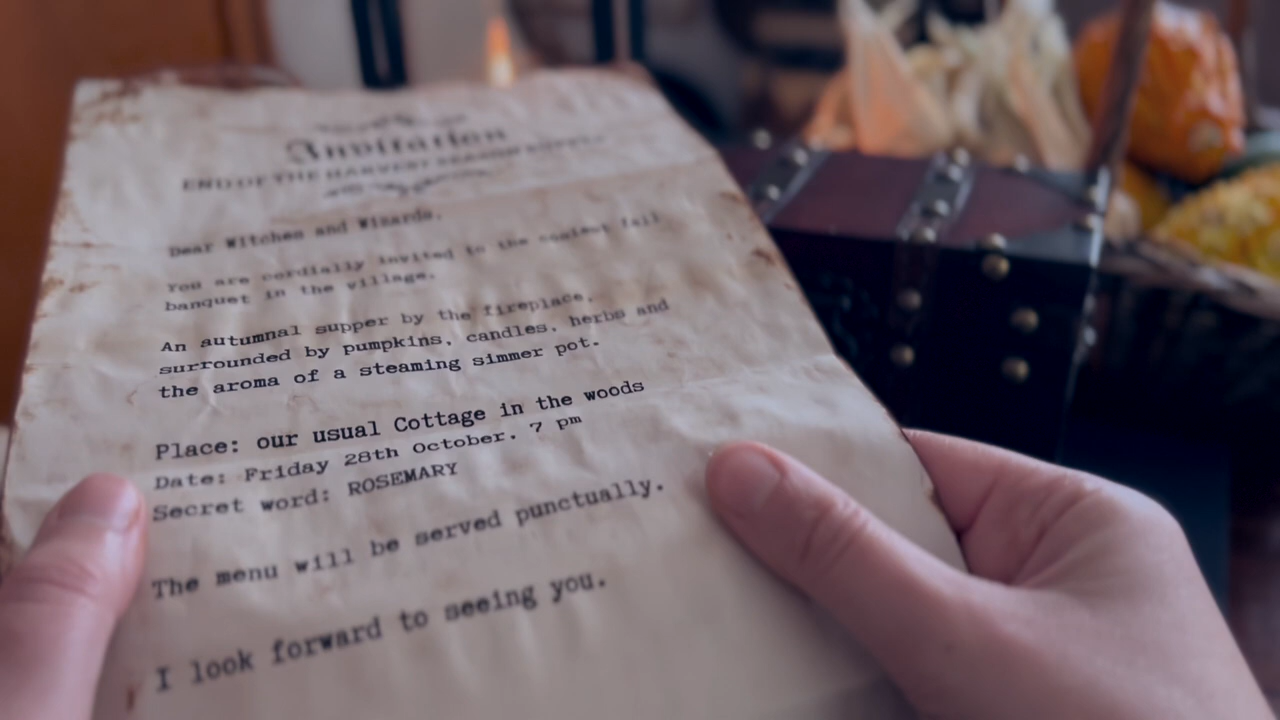 Invitation
END OF THE HARVEST SEASON SUPPER
Dear Witches and Wizards,
You are cordially invited to the coziest fall
banquet in the village.
An autumnal supper by the fireplace,
surrounded by pumpkins, candles, herbs and
the aroma of a steaming simmer pot.
Place: our usual Cottage in the woods
Date: Friday 28th October. 7 pm
Secret word: ROSEMARY
The menu will be served punctually.
I look forward to seeing you.